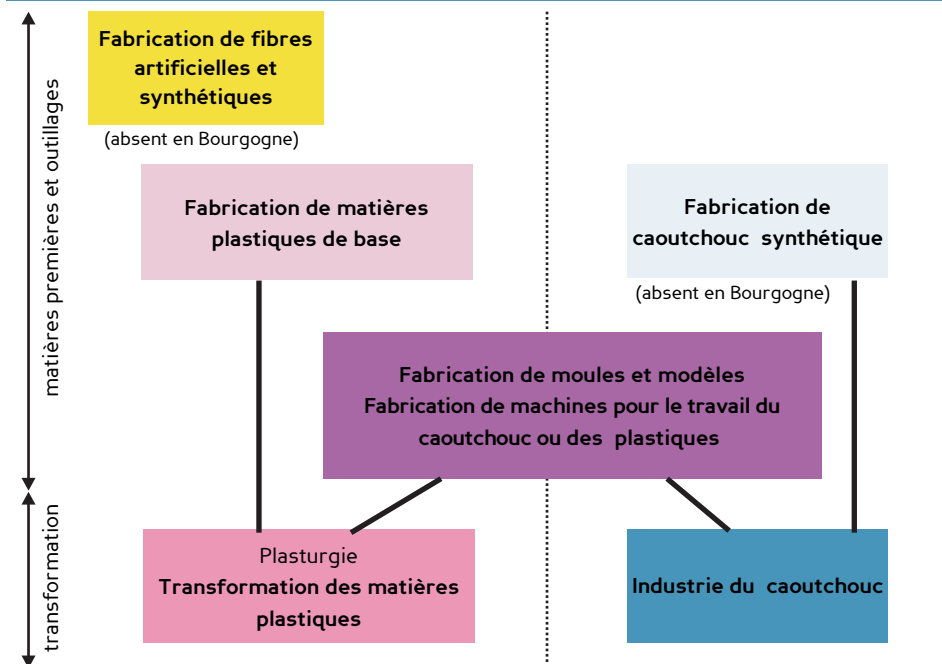 Fabrication de fibres
artificielles et
synthétiques
(absent en Bourgogne)
matières premières et outillages
Fabrication de matières
plastiques de base
Fabrication de
caoutchouc synthétique
(absent en Bourgogne)
Fabrication de moules et modèles
Fabrication de machines pour le travail du
caoutchouc ou des plastiques
transformation
Plasturgie
Transformation des matières
plastiques
Industrie du caoutchouc